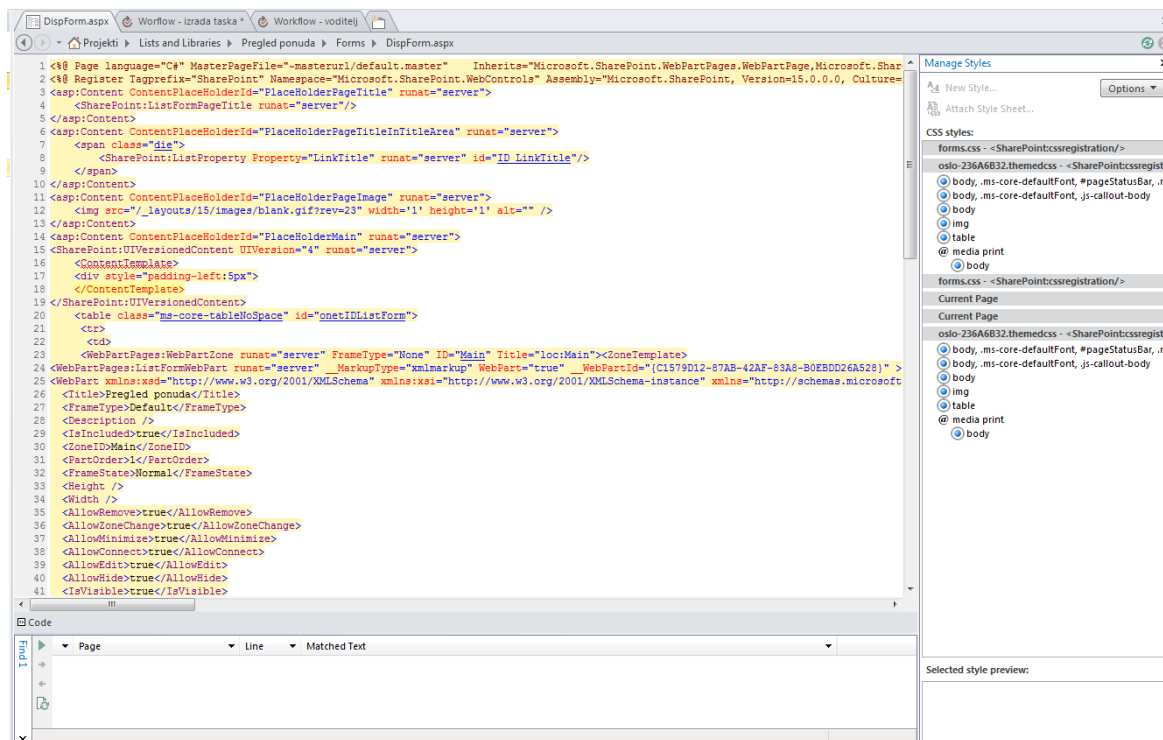 DispForm.aspx
Worflow - izrada taska *
Workflow - voditelj
Projekti
Lists and Libraries
Pregled ponuda
Forms
DispForm.aspx
1 <%@ Page language="C#" MasterPageFile="~masterurl/default.master" Inherits="Microsoft.SharePoint.WebPartPages.WebPartPage,Microsoft.Shar
2 <%@ Register Tagprefix="SharePoint" Namespace="Microsoft.SharePoint.WebControls" Assembly="Microsoft.SharePoint, Version=15.0.0.0, Culture=
3 <asp:Content ContentPlaceHolderId="PlaceHolderPageTitle" runat="server">
4 <SharePoint:ListFormPageTitle runat="server"/>
5 </asp:Content>
6 <asp:Content ContentPlaceHolderId="PlaceHolderPageTitleInTitleArea" runat="server">
7 <span class="die">
8 <SharePoint:ListProperty Property="LinkTitle" runat="server" id="ID_LinkTitle"/>
9 </span>
10 </asp:Content>
11 <asp:Content ContentPlaceHolderId="PlaceHolderPageImage" runat="server">
12 <img src="/_layouts/15/images/blank.gif?rev=23" width='1' height='1' alt="" />
13 </asp:Content>
14 <asp:Content ContentPlaceHolderId="PlaceHolderMain" runat="server">
15 <SharePoint:UIVersionedContent UIVersion="4" runat="server">
16 <ContentTemplate>
17 <div style="padding-left:5px">
18 </ContentTemplate>
19 </SharePoint:UIVersionedContent>
20 <table class="ms-core-tableNoSpace" id="onetIDListForm">
21 <tr>
22 <td>
23 <WebPartPages:WebPartZone runat="server" FrameType="None" ID="Main" Title="loc:Main"><ZoneTemplate>
24 <WebPartPages:ListFormWebPart runat="server" __MarkupType="xmlmarkup" WebPart="true" __WebPartId="{C1579D12-87AB-42AF-83A8-B0EBDD26A528}" >
25 <WebPart xmlns:xsd="http://www.w3.org/2001/XMLSchema" xmlns:xsi="http://www.w3.org/2001/XMLSchema-instance" xmlns="http://schemas.microsoft
26 <Title>Pregled ponuda</Title>
27 <FrameType>Default</FrameType>
28 <Description />
29 <IsIncluded>true</IsIncluded>
30 <ZoneID>Main</ZoneID>
31 <PartOrder>1</PartOrder>
32 <FrameState>Normal</FrameState>
33 <Height />
34 <Width />
35 <AllowRemove>true</AllowRemove>
36 <AllowZoneChange>true</AllowZoneChange>
37 <AllowMinimize>true</AllowMinimize>
38 <AllowConnect>true</AllowConnect>
39 <AllowEdit>true</AllowEdit>
40 <AllowHide>true</AllowHide>
41 <IsVisible>true</IsVisible>
Code
Find 1
Page
Line
Matched Text
Manage Styles
New Style...
Options
Attach Style Sheet...
CSS styles:
forms.css - <SharePoint:cssregistration/>
oslo-236A6B32.themedcss - <SharePoint:cssregist
body, .ms-core-defaultFont, #pageStatusBar, .r
body, .ms-core-defaultFont, .js-callout-body
body
img
table
@ media print
body
forms.css - <SharePoint:cssregistration/>
Current Page
Current Page
oslo-236A6B32.themedcss - <SharePoint:cssregist
body, .ms-core-defaultFont, #pageStatusBar, .r
body, .ms-core-defaultFont, .js-callout-body
body
img
table
@ media print
body
Selected style preview: